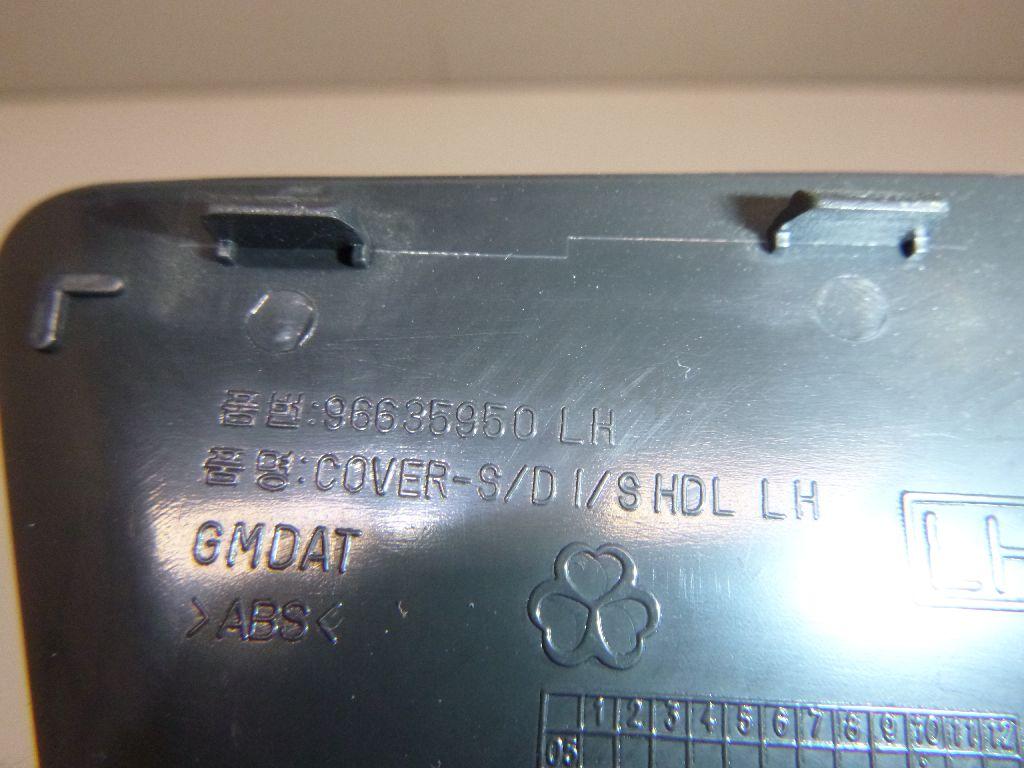 품번:96635950 LH
품명:COVER-S/D I/S HDL LH
GMDAT
>ABS<
LH
1 2 3 4 5 6 7 8 9 10 11 12
05